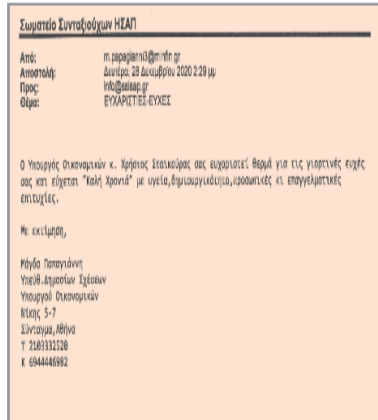 Σωματείο Συνταξιούχων ΗΣΑΠ
Από: m.papagianni3@minfin.gr
Αποστολή: Δευτέρα, 28 Δεκεμβρίου 2020 2:29 μμ
Προς: info@sslsap.gr
Θέμα: ΕΥΧΑΡΙΣΤΙΕΣ-ΕΥΧΕΣ
Ο Υπουργός Οικονομικών κ. Χρήστος Σταικούρας σας ευχαριστεί θερμά για τις γιορτινές ευχές
σας και εύχεται "Καλή Χρονιά" με υγεία,δημιουργικότητα,προσωπικές κι επαγγελματικές
επιτυχίες.
Με εκτίμηση,
Μάγδα Παπαγιάννη
Υπεύθ.Δημοσίων Σχέσεων
Υπουργού Οικονομικών
Νίκης 5-7
Σύνταγμα,Αθήνα
Τ 2103332520
Κ 6944446982